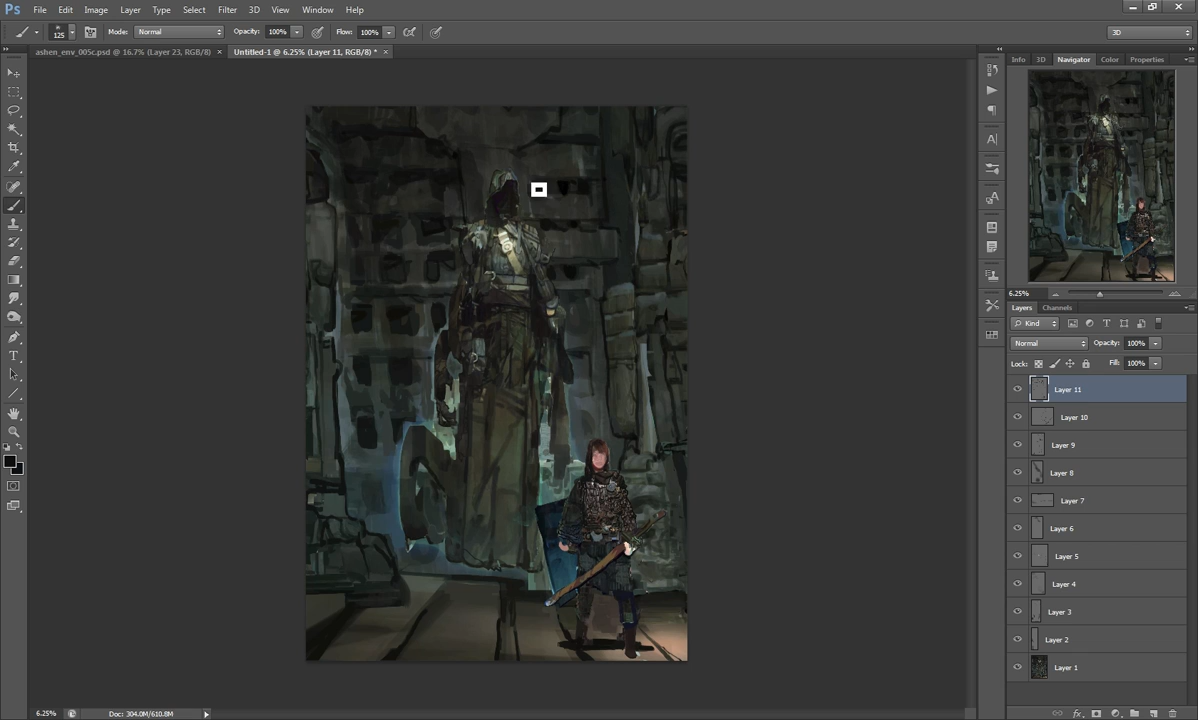 Ps File Edit Image Layer Type Select Filter 3D View Window Help
125 Mode: Normal Opacity: 100% Flow: 100% 3D
ashen_env_005c.psd @ 16.7% (Layer 23, RGB/8) × Untitled-1 @ 6.25% (Layer 11, RGB/8) * ×
Info 3D Navigator Color Properties
6.25%
Layers Channels
Kind
Normal Opacity: 100%
Lock: Fill: 100%
Layer 11
Layer 10
Layer 9
Layer 8
Layer 7
Layer 6
Layer 5
Layer 4
Layer 3
Layer 2
Layer 1
6.25% Doc: 304.0M/610.8M